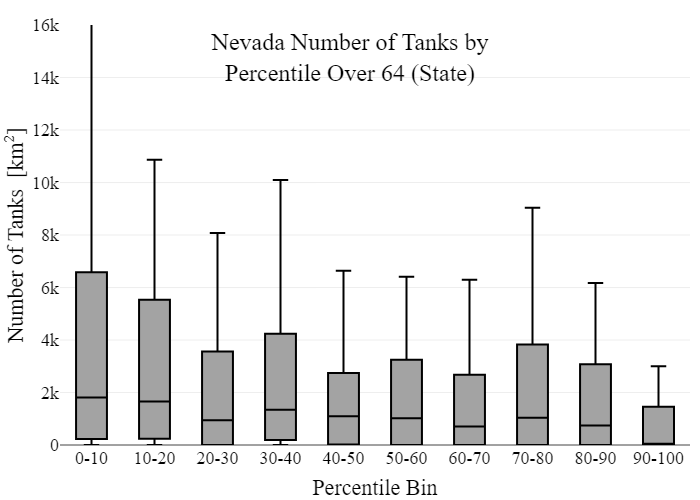 Nevada Number of Tanks by
Percentile Over 64 (State)
Number of Tanks [km²]
16k
14k
12k
10k
8k
6k
4k
2k
0
0-10 10-20 20-30 30-40 40-50 50-60 60-70 70-80 80-90 90-100
Percentile Bin